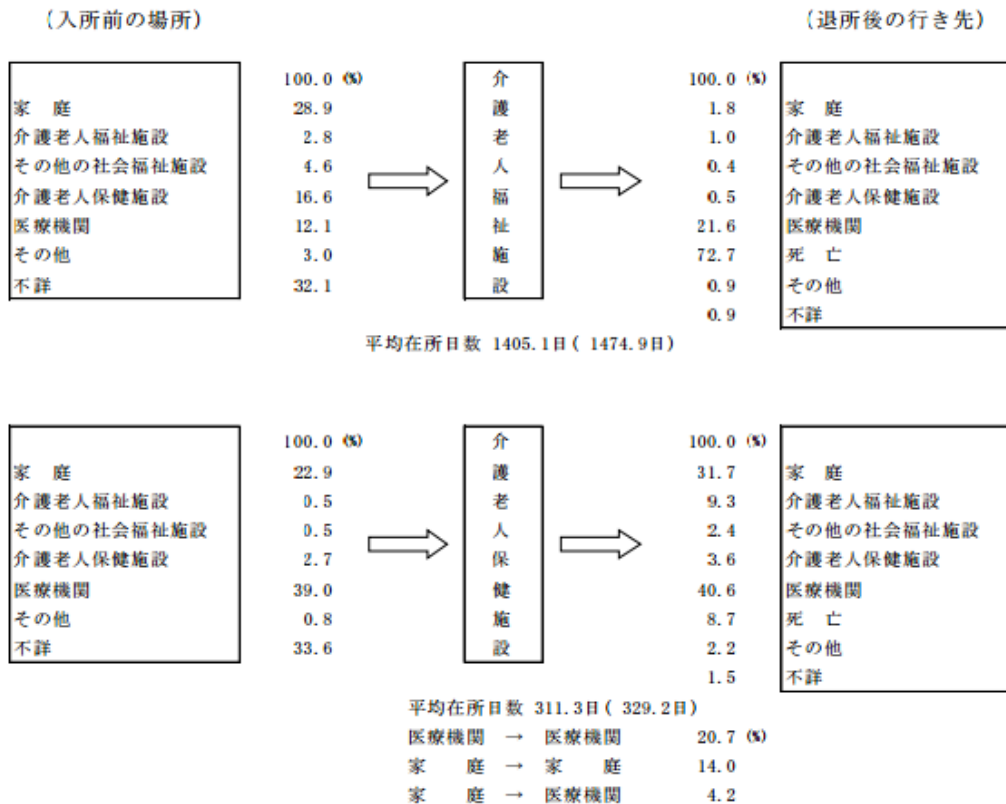 (入所前の場所) (退所後の行き先)
100.0 (%) 介 100.0 (%)
家 庭 28.9 護 1.8 家 庭
介護老人福祉施設 2.8 老 1.0 介護老人福祉施設
その他の社会福祉施設 4.6 人 0.4 その他の社会福祉施設
介護老人保健施設 16.6 福 0.5 介護老人保健施設
医療機関 12.1 祉 21.6 医療機関
その他 3.0 施 72.7 死 亡
不詳 32.1 設 0.9 その他
0.9 不詳
平均在所日数 1405.1日( 1474.9日)
100.0 (%) 介 100.0 (%)
家 庭 22.9 護 31.7 家 庭
介護老人福祉施設 0.5 老 9.3 介護老人福祉施設
その他の社会福祉施設 0.5 人 2.4 その他の社会福祉施設
介護老人保健施設 2.7 保 3.6 介護老人保健施設
医療機関 39.0 健 40.6 医療機関
その他 0.8 施 8.7 死 亡
不詳 33.6 設 2.2 その他
1.5 不詳
平均在所日数 311.3日( 329.2日)
医療機関 → 医療機関 20.7 (%)
家 庭 → 家 庭 14.0
家 庭 → 医療機関 4.2